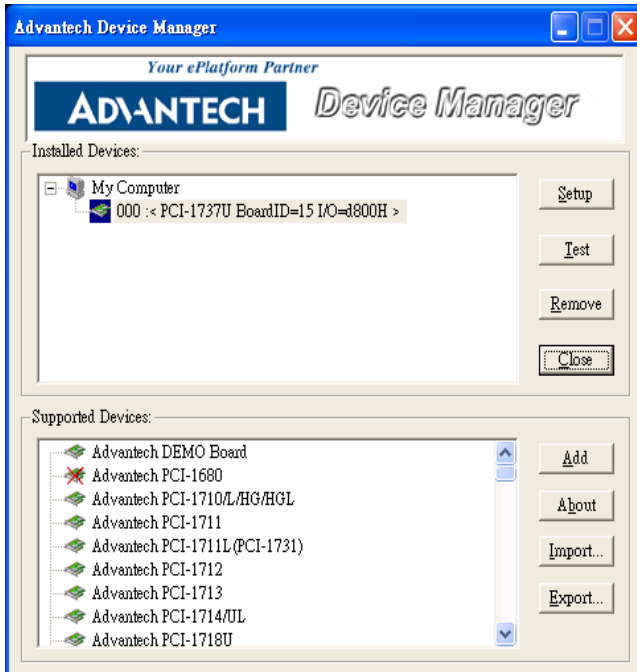 Advantech Device Manager
Your ePlatform Partner
ADVANTECH
Device Manager
Installed Devices:
My Computer
000 :< PCI-1737U BoardID=15 I/O=d800H >
Setup
Test
Remove
Close
Supported Devices:
Advantech DEMO Board
Advantech PCI-1680
Advantech PCI-1710/L/HG/HGL
Advantech PCI-1711
Advantech PCI-1711L(PCI-1731)
Advantech PCI-1712
Advantech PCI-1713
Advantech PCI-1714/UL
Advantech PCI-1718U
Add
About
Import...
Export...